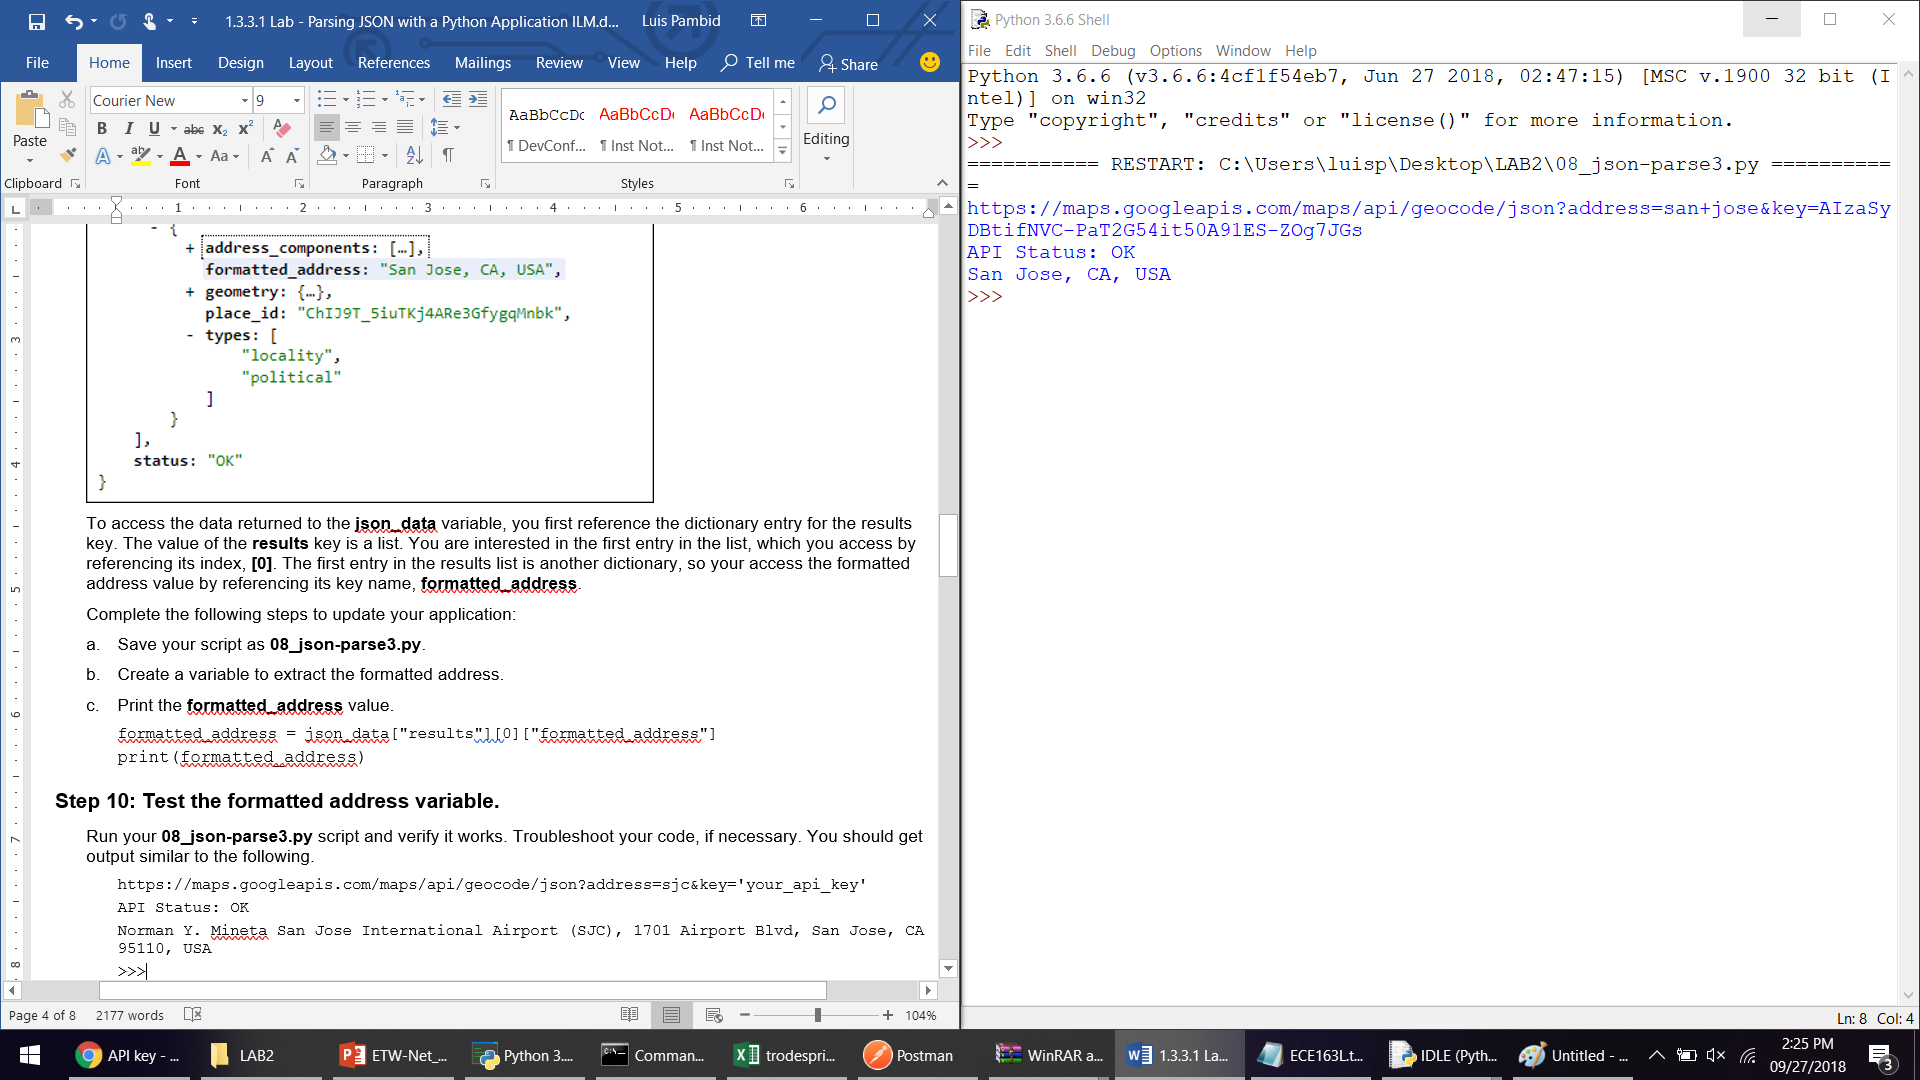 1.3.3.1 Lab - Parsing JSON with a Python Application ILM.d...
Luis Pambid
File Home Insert Design Layout References Mailings Review View Help Tell me Share
Paste
Courier New 9
B I U abc x₂ x²
A ab A Aa A A
AaBbCcDc AaBbCcDc AaBbCcDc
¶ DevConf... ¶ Inst Not... ¶ Inst Not...
Editing
Clipboard Font Paragraph Styles
1 2 3 4 5 6
- {
+ address_components: […],
formatted_address: "San Jose, CA, USA",
+ geometry: {…},
place_id: "ChIJ9T_5iuTKj4ARe3GfygqMnbk",
- types: [
"locality",
"political"
]
}
],
status: "OK"
}
To access the data returned to the json_data variable, you first reference the dictionary entry for the results
key. The value of the results key is a list. You are interested in the first entry in the list, which you access by
referencing its index, [0]. The first entry in the results list is another dictionary, so your access the formatted
address value by referencing its key name, formatted_address.
Complete the following steps to update your application:
a. Save your script as 08_json-parse3.py.
b. Create a variable to extract the formatted address.
c. Print the formatted_address value.
formatted_address = json_data["results"][0]["formatted_address"]
print(formatted_address)
Step 10: Test the formatted address variable.
Run your 08_json-parse3.py script and verify it works. Troubleshoot your code, if necessary. You should get
output similar to the following.
https://maps.googleapis.com/maps/api/geocode/json?address=sjc&key='your_api_key'
API Status: OK
Norman Y. Mineta San Jose International Airport (SJC), 1701 Airport Blvd, San Jose, CA
95110, USA
>>>
3
4
5
6
7
8
Page 4 of 8 2177 words 104%
Python 3.6.6 Shell
File Edit Shell Debug Options Window Help
Python 3.6.6 (v3.6.6:4cf1f54eb7, Jun 27 2018, 02:47:15) [MSC v.1900 32 bit (I
ntel)] on win32
Type "copyright", "credits" or "license()" for more information.
>>>
=========== RESTART: C:\Users\luisp\Desktop\LAB2\08_json-parse3.py ==========
=
https://maps.googleapis.com/maps/api/geocode/json?address=san+jose&key=AIzaSy
DBtifNVC-PaT2G54it50A91ES-ZOg7JGs
API Status: OK
San Jose, CA, USA
>>>
Ln: 8 Col: 4
API key - ... LAB2 ETW-Net_... Python 3.... Comman... trodespri... Postman WinRAR a... 1.3.3.1 La... ECE163L.t... IDLE (Pyth... Untitled - ...
2:25 PM
09/27/2018
3